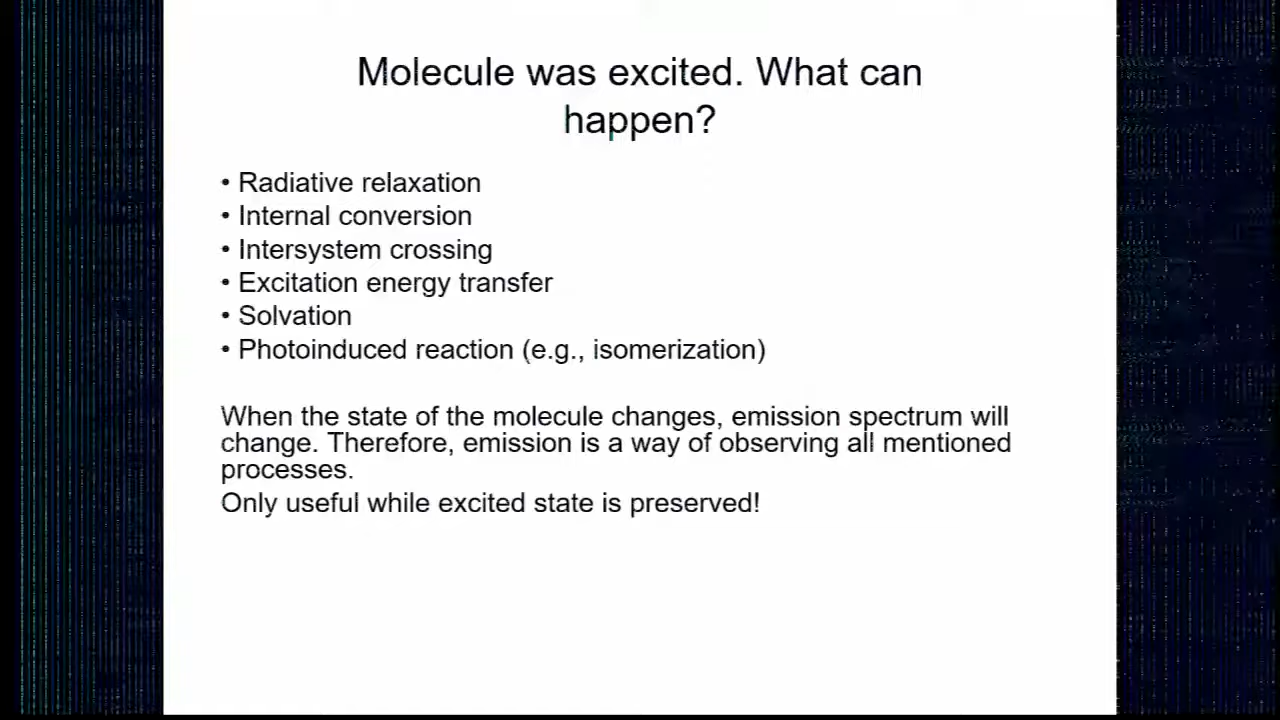 Molecule was excited. What can
happen?
• Radiative relaxation
• Internal conversion
• Intersystem crossing
• Excitation energy transfer
• Solvation
• Photoinduced reaction (e.g., isomerization)
When the state of the molecule changes, emission spectrum will
change. Therefore, emission is a way of observing all mentioned
processes.
Only useful while excited state is preserved!